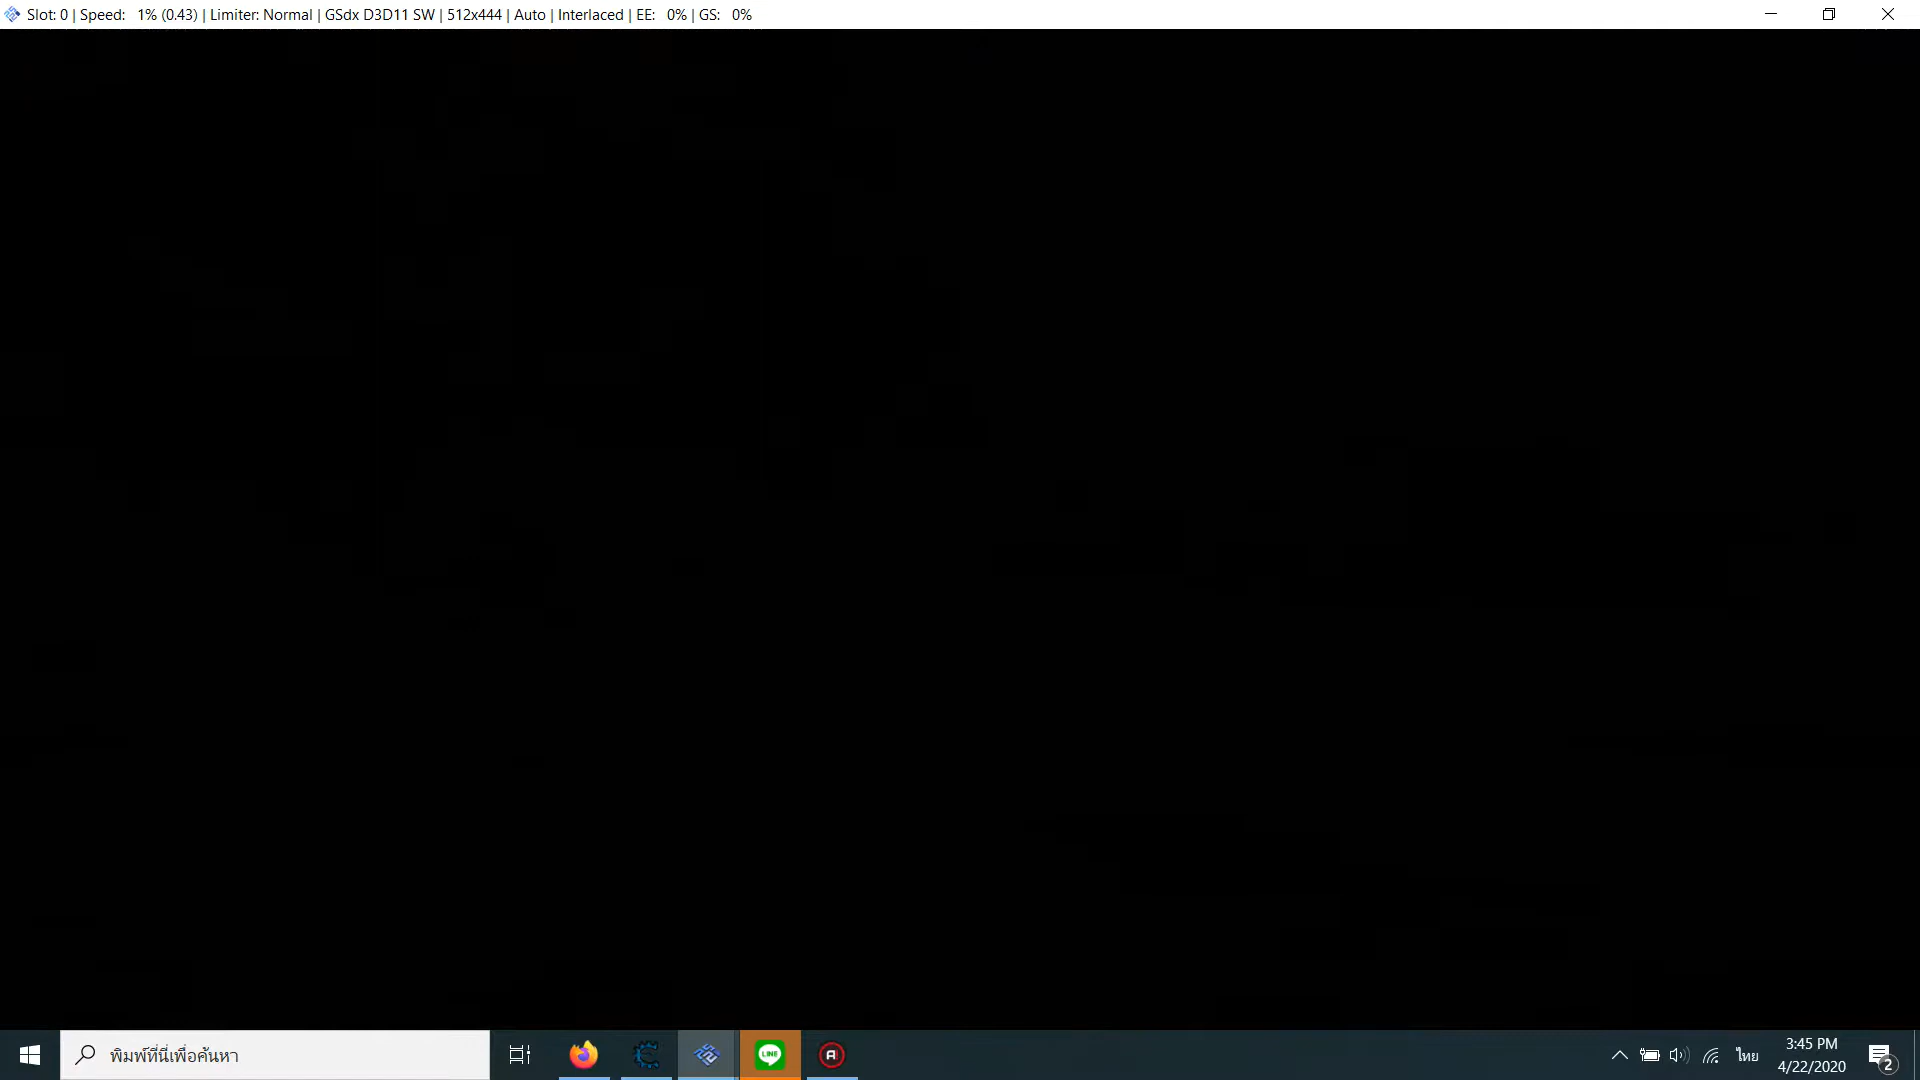 Slot: 0 | Speed: 1% (0.43) | Limiter: Normal | GSdx D3D11 SW | 512x444 | Auto | Interlaced | EE: 0% | GS: 0%
พิมพ์ที่นี่เพื่อค้นหา
LINE
ไทย
3:45 PM
4/22/2020
2